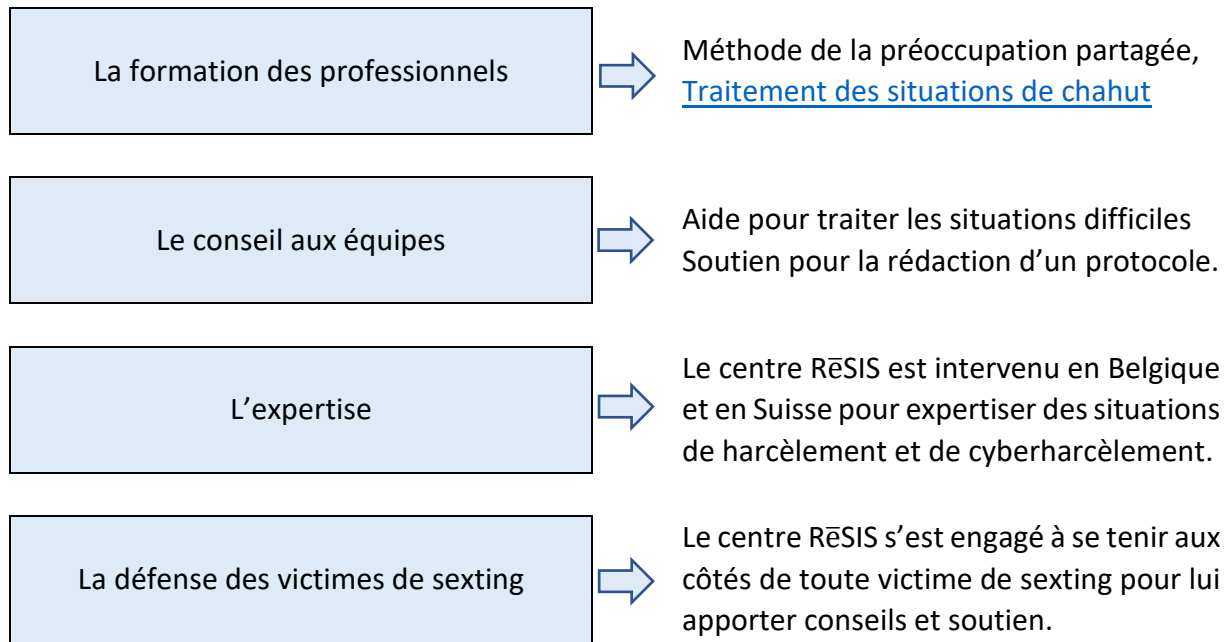 La formation des professionnels
Méthode de la préoccupation partagée,
Traitement des situations de chahut
Le conseil aux équipes
Aide pour traiter les situations difficiles
Soutien pour la rédaction d’un protocole.
L’expertise
Le centre RēSIS est intervenu en Belgique
et en Suisse pour expertiser des situations
de harcèlement et de cyberharcèlement.
La défense des victimes de sexting
Le centre RēSIS s’est engagé à se tenir aux
côtés de toute victime de sexting pour lui
apporter conseils et soutien.